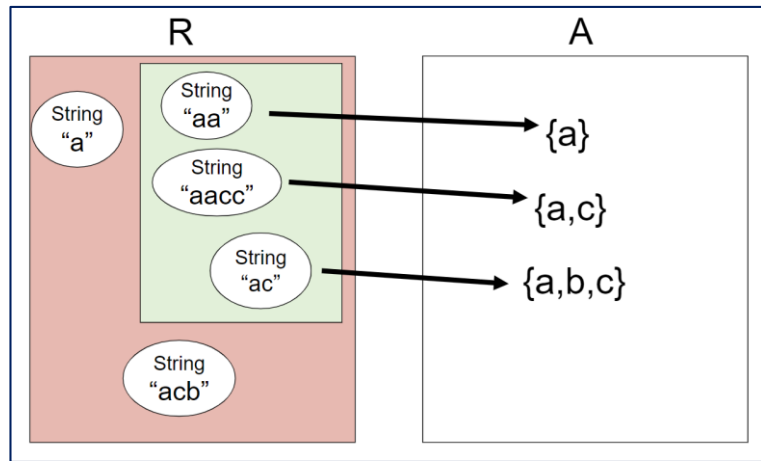 R
A
String
“a”
String
“aa”
{a}
String
“aacc”
{a,c}
String
“ac”
{a,b,c}
String
“acb”